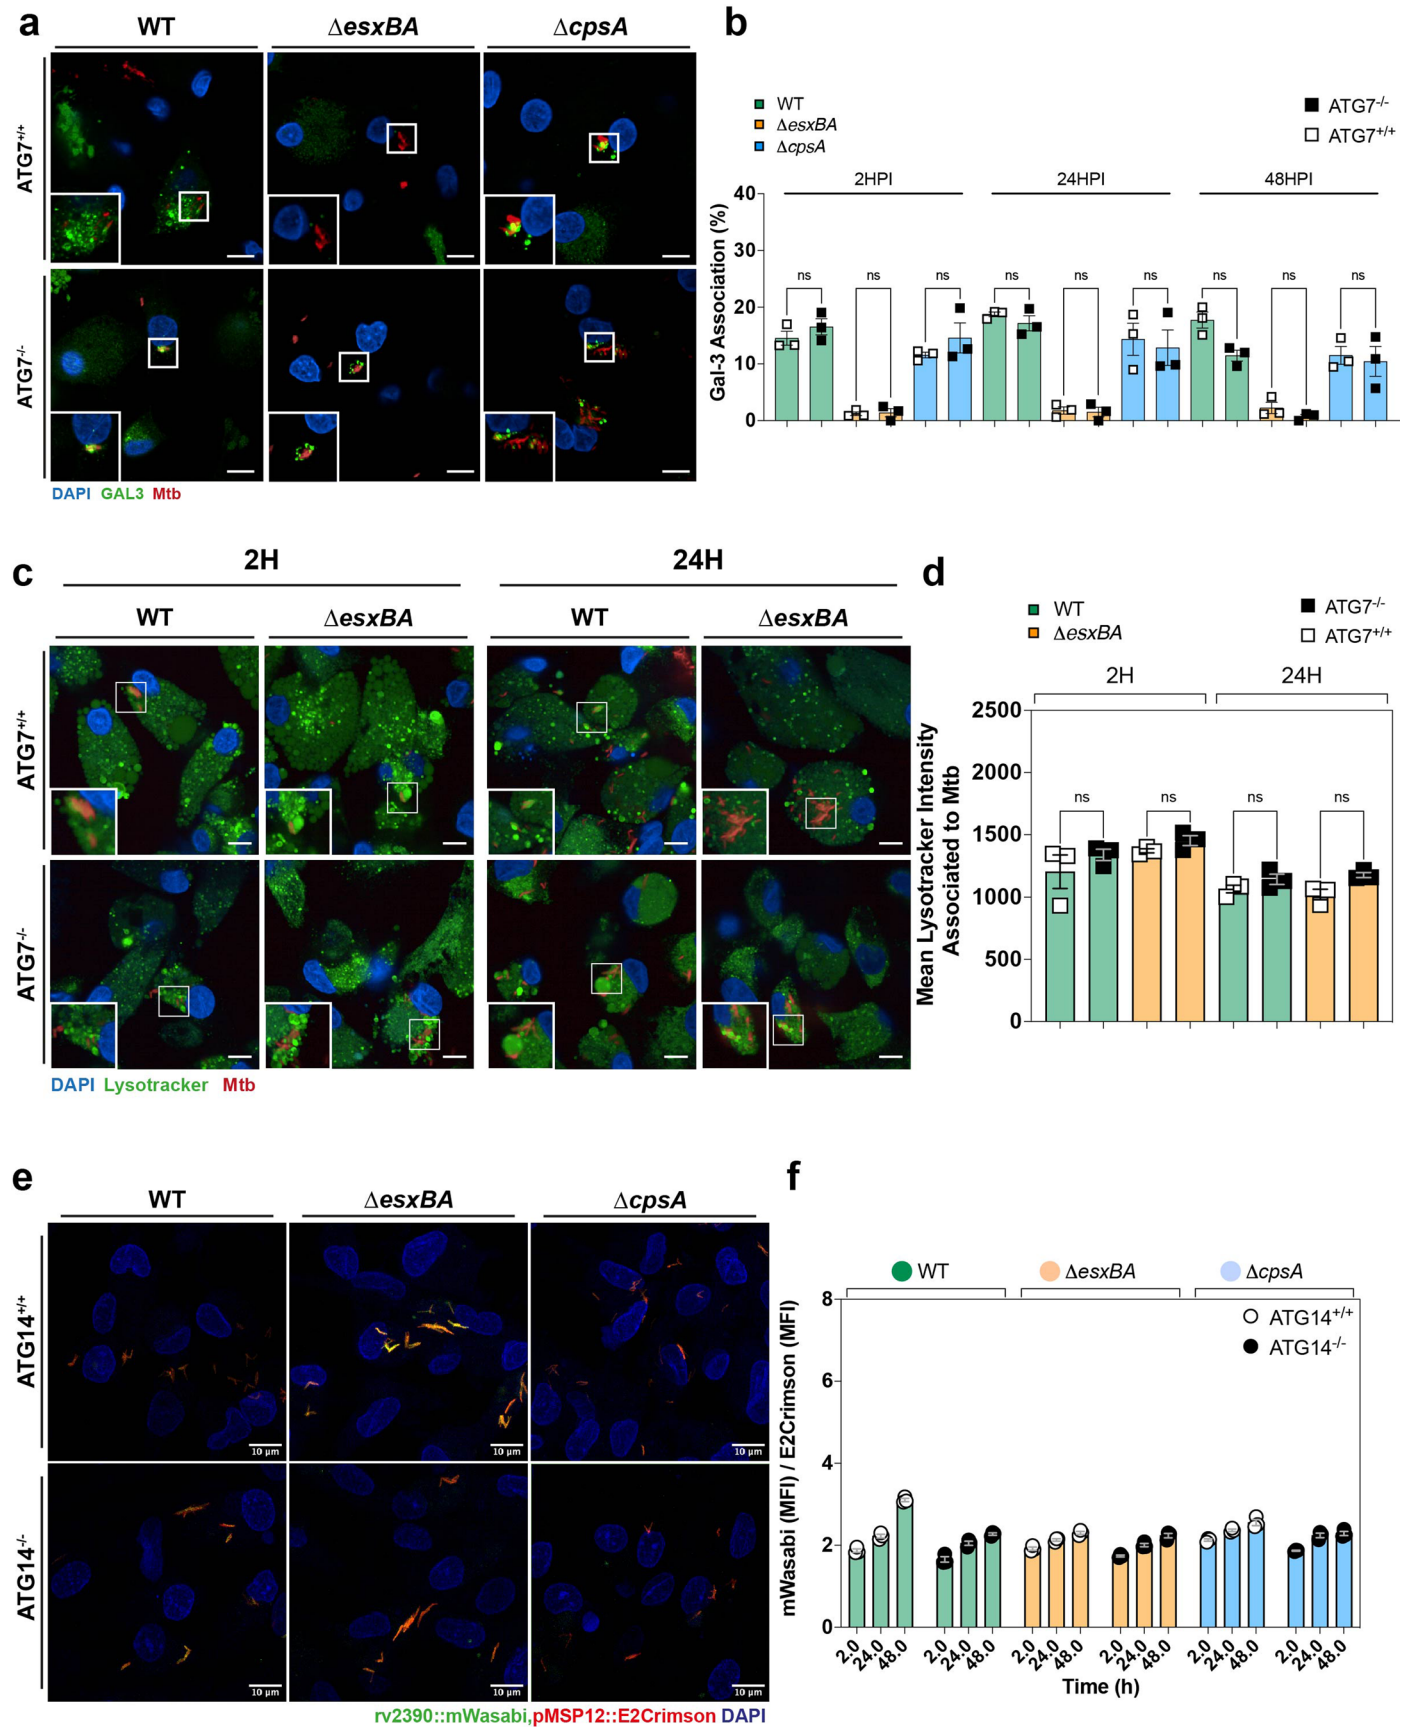 a
WT
ΔesxBA
ΔcpsA
ATG7+/+
ATG7-/-
DAPI GAL3 Mtb
b
WT
ΔesxBA
ΔcpsA
ATG7-/-
ATG7+/+
2HPI
24HPI
48HPI
Gal-3 Association (%)
40
30
20
10
0
ns
ns
ns
ns
ns
ns
ns
ns
ns
c
2H
24H
WT
ΔesxBA
WT
ΔesxBA
ATG7+/+
ATG7-/-
DAPI Lysotracker Mtb
d
WT
ΔesxBA
ATG7-/-
ATG7+/+
2H
24H
Mean Lysotracker Intensity
Associated to Mtb
2500
2000
1500
1000
500
0
ns
ns
ns
ns
e
WT
ΔesxBA
ΔcpsA
ATG14+/+
10 µm
10 µm
10 µm
ATG14-/-
10 µm
10 µm
10 µm
rv2390::mWasabi,pMSP12::E2Crimson DAPI
f
WT
ΔesxBA
ΔcpsA
ATG14+/+
ATG14-/-
mWasabi (MFI) / E2Crimson (MFI)
8
6
4
2
0
2.0
24.0
48.0
2.0
24.0
48.0
2.0
24.0
48.0
2.0
24.0
48.0
2.0
24.0
48.0
2.0
24.0
48.0
Time (h)